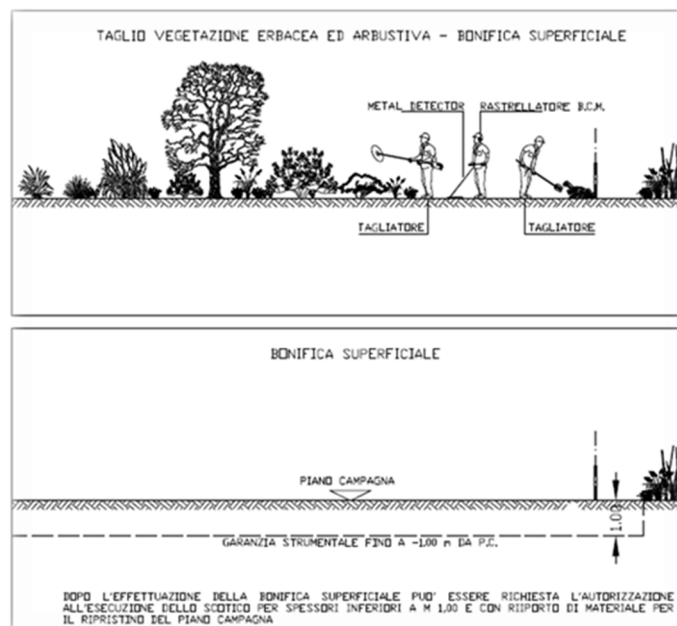 TAGLIO VEGETAZIONE ERBACEA ED ARBUSTIVA - BONIFICA SUPERFICIALE
METAL DETECTOR RASTRELLATORE B.C.M.
TAGLIATORE TAGLIATORE
BONIFICA SUPERFICIALE
PIANO CAMPAGNA
1.00
GARANZIA STRUMENTALE FINO A -1.00 m DA P.C.
DOPO L'EFFETTUAZIONE DELLA BONIFICA SUPERFICIALE PUO' ESSERE RICHIESTA L'AUTORIZZAZIONE
ALL'ESECUZIONE DELLO SCOTICO PER SPESSORI INFERIORI A M 1,00 E CON RIIPORTO DI MATERIALE PER
IL RIPRISTINO DEL PIANO CAMPAGNA